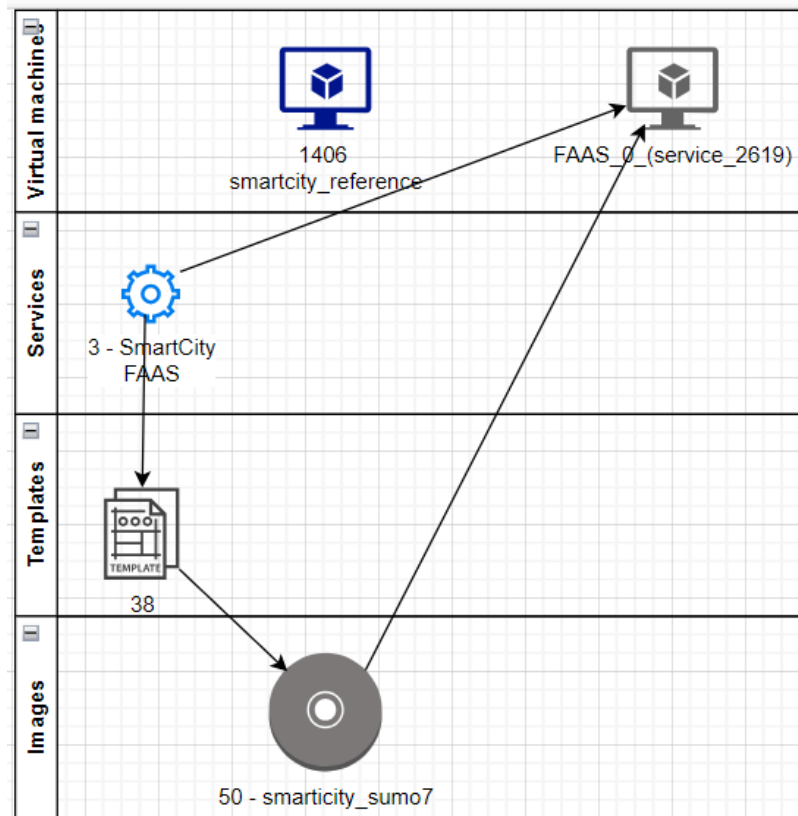 Virtual machines
1406
smartcity_reference
FAAS_0_(service_2619)
Services
3 - SmartCity
FAAS
Templates
TEMPLATE
38
Images
50 - smarticity_sumo7